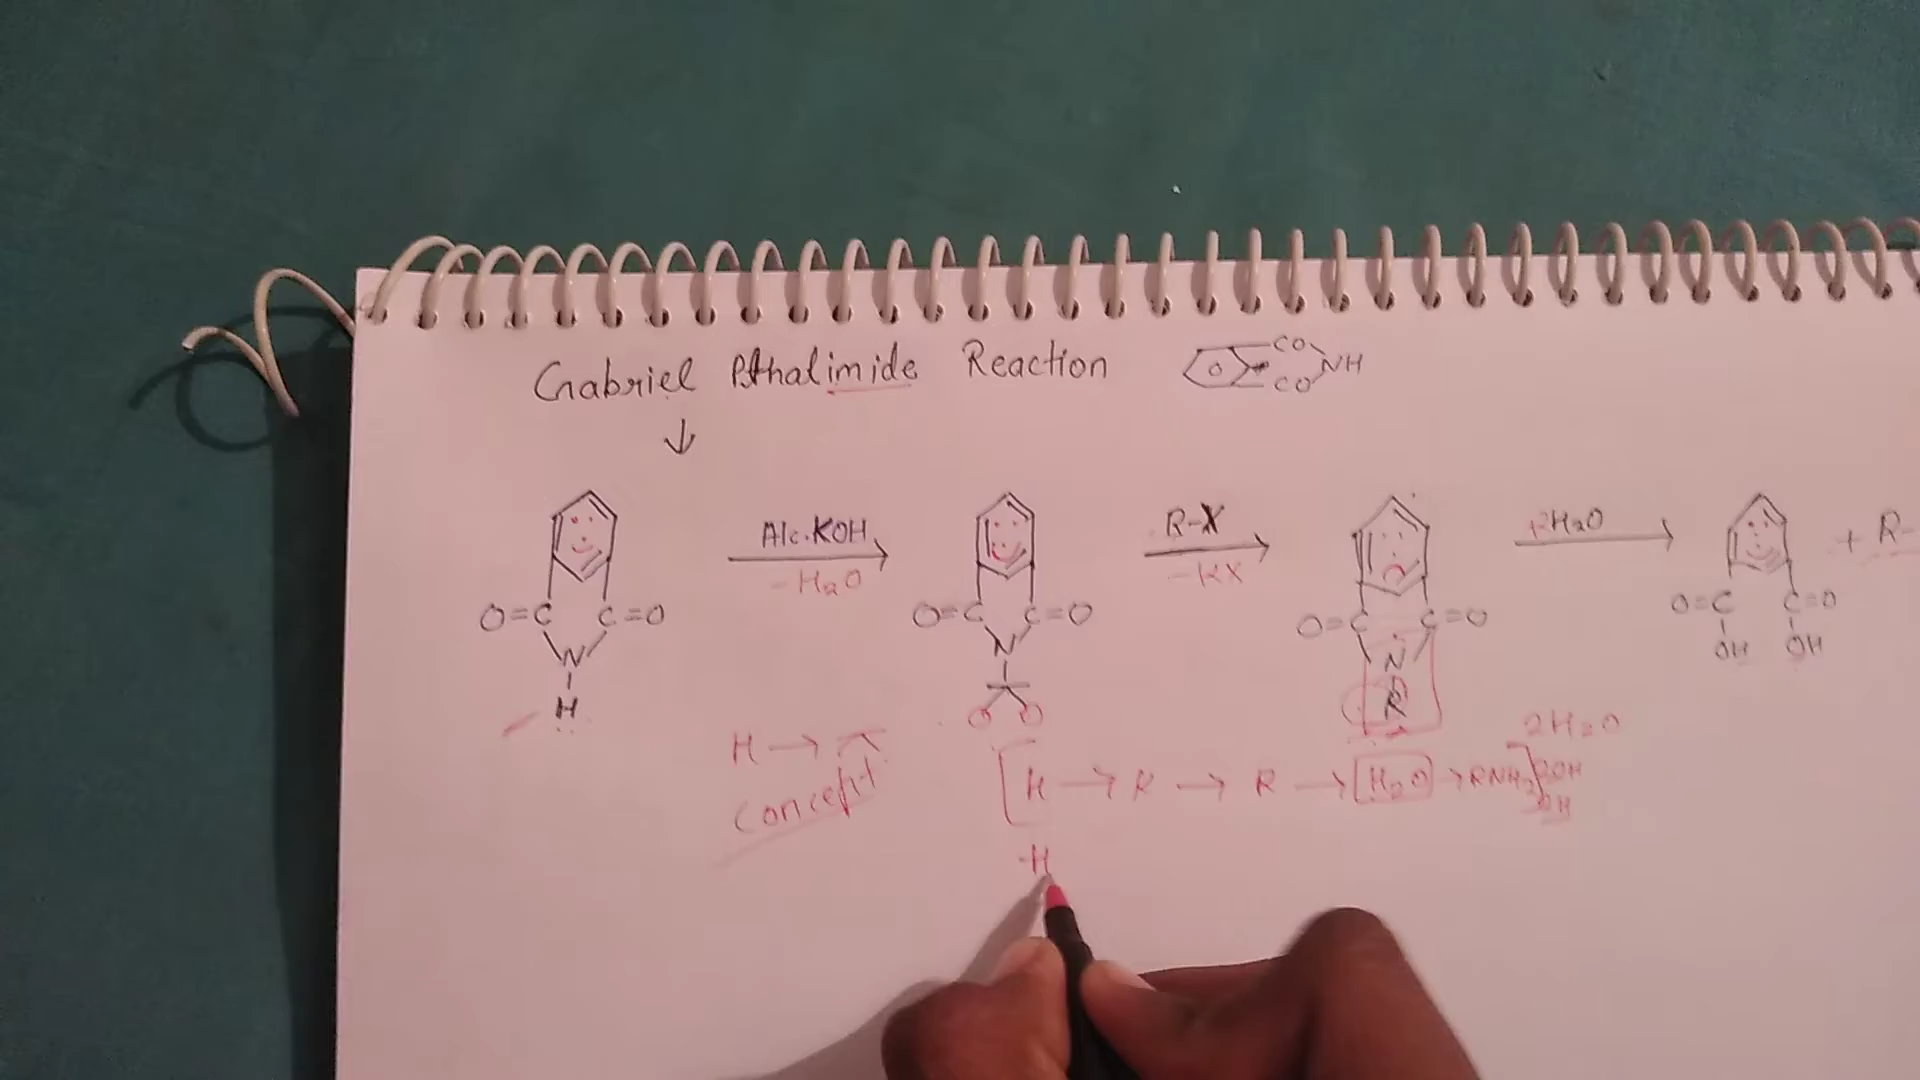 Gabriel Pthalimide Reaction CO NH CO
Alc. KOH R-X +2H2O + R-
-H2O -KX
O=C C=O O=C C=O O=C C=O O=C C=O
N N N OH OH
H R
H → K 2H2O
concept [H → K → R → H2O → RNH2] OH
OH
-H